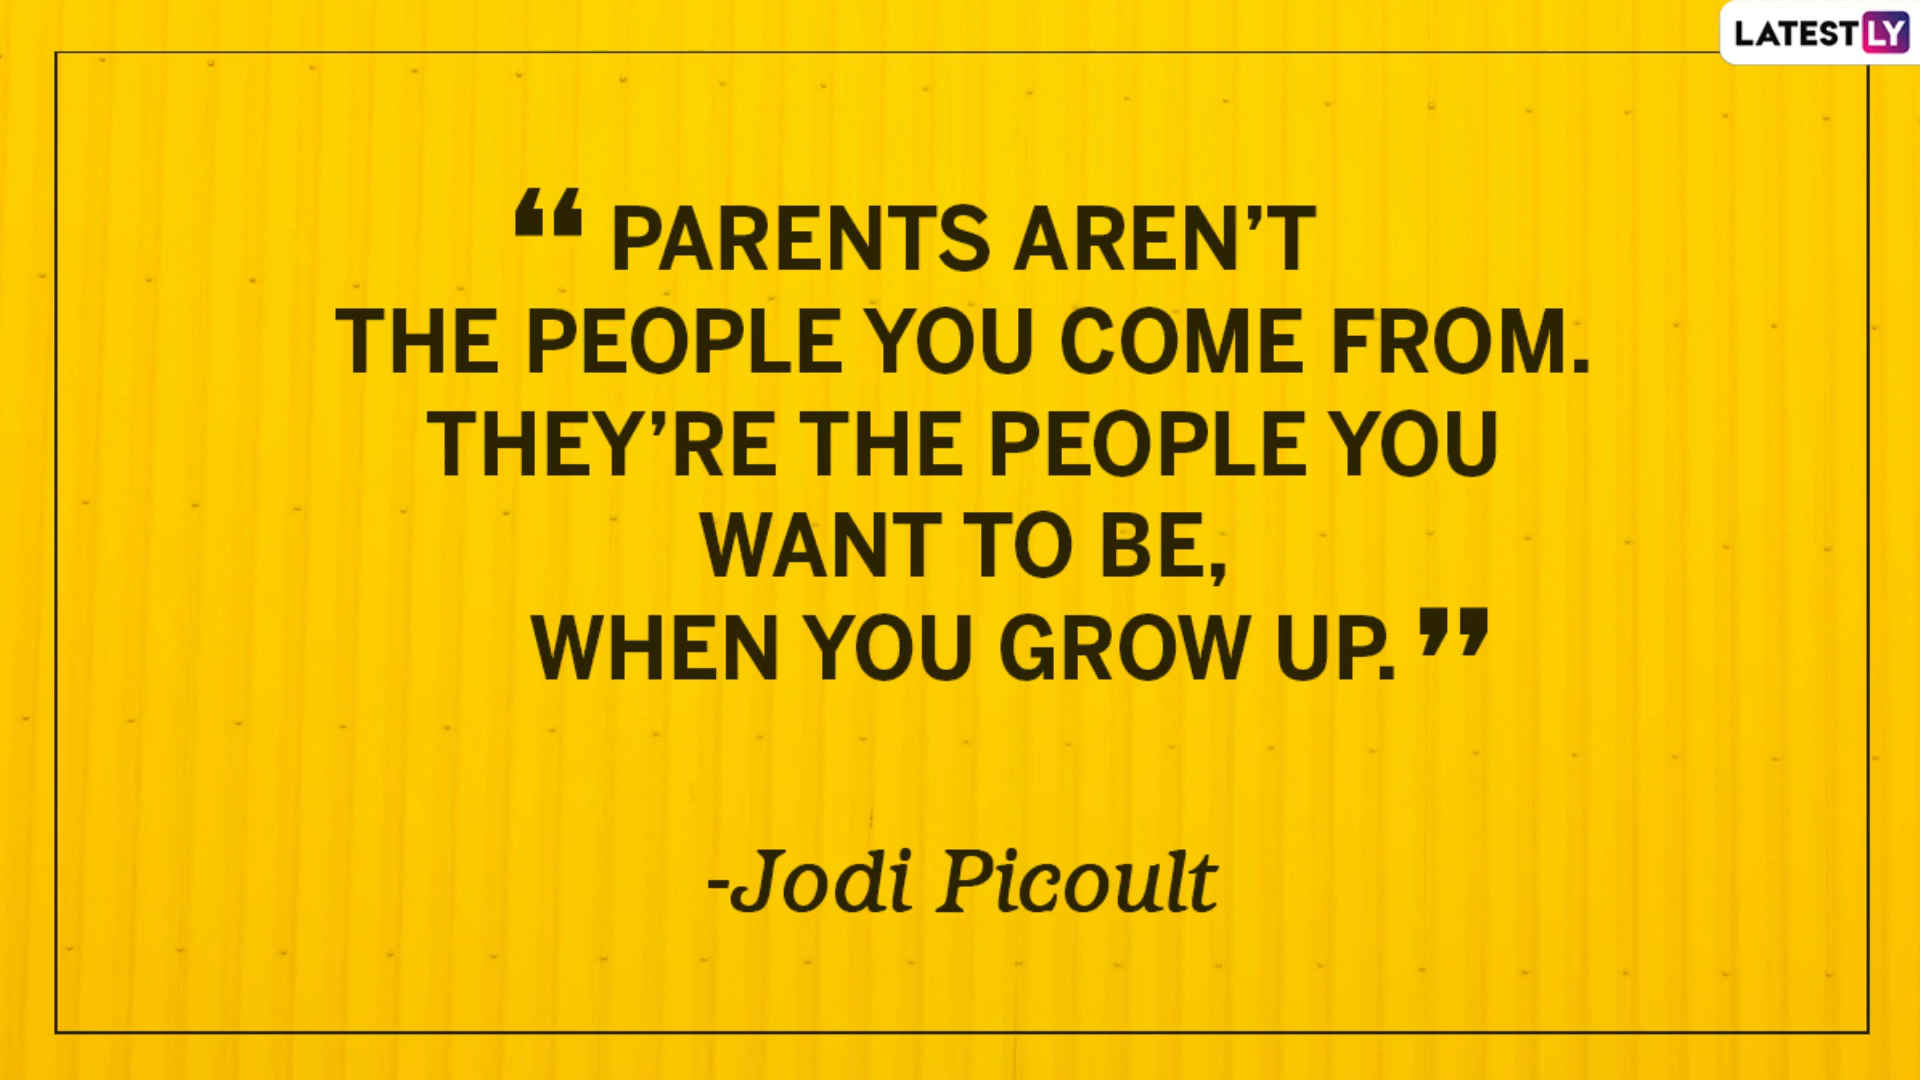 LATESTLY
“ PARENTS AREN’T
THE PEOPLE YOU COME FROM.
THEY’RE THE PEOPLE YOU
WANT TO BE,
WHEN YOU GROW UP. ”
-Jodi Picoult